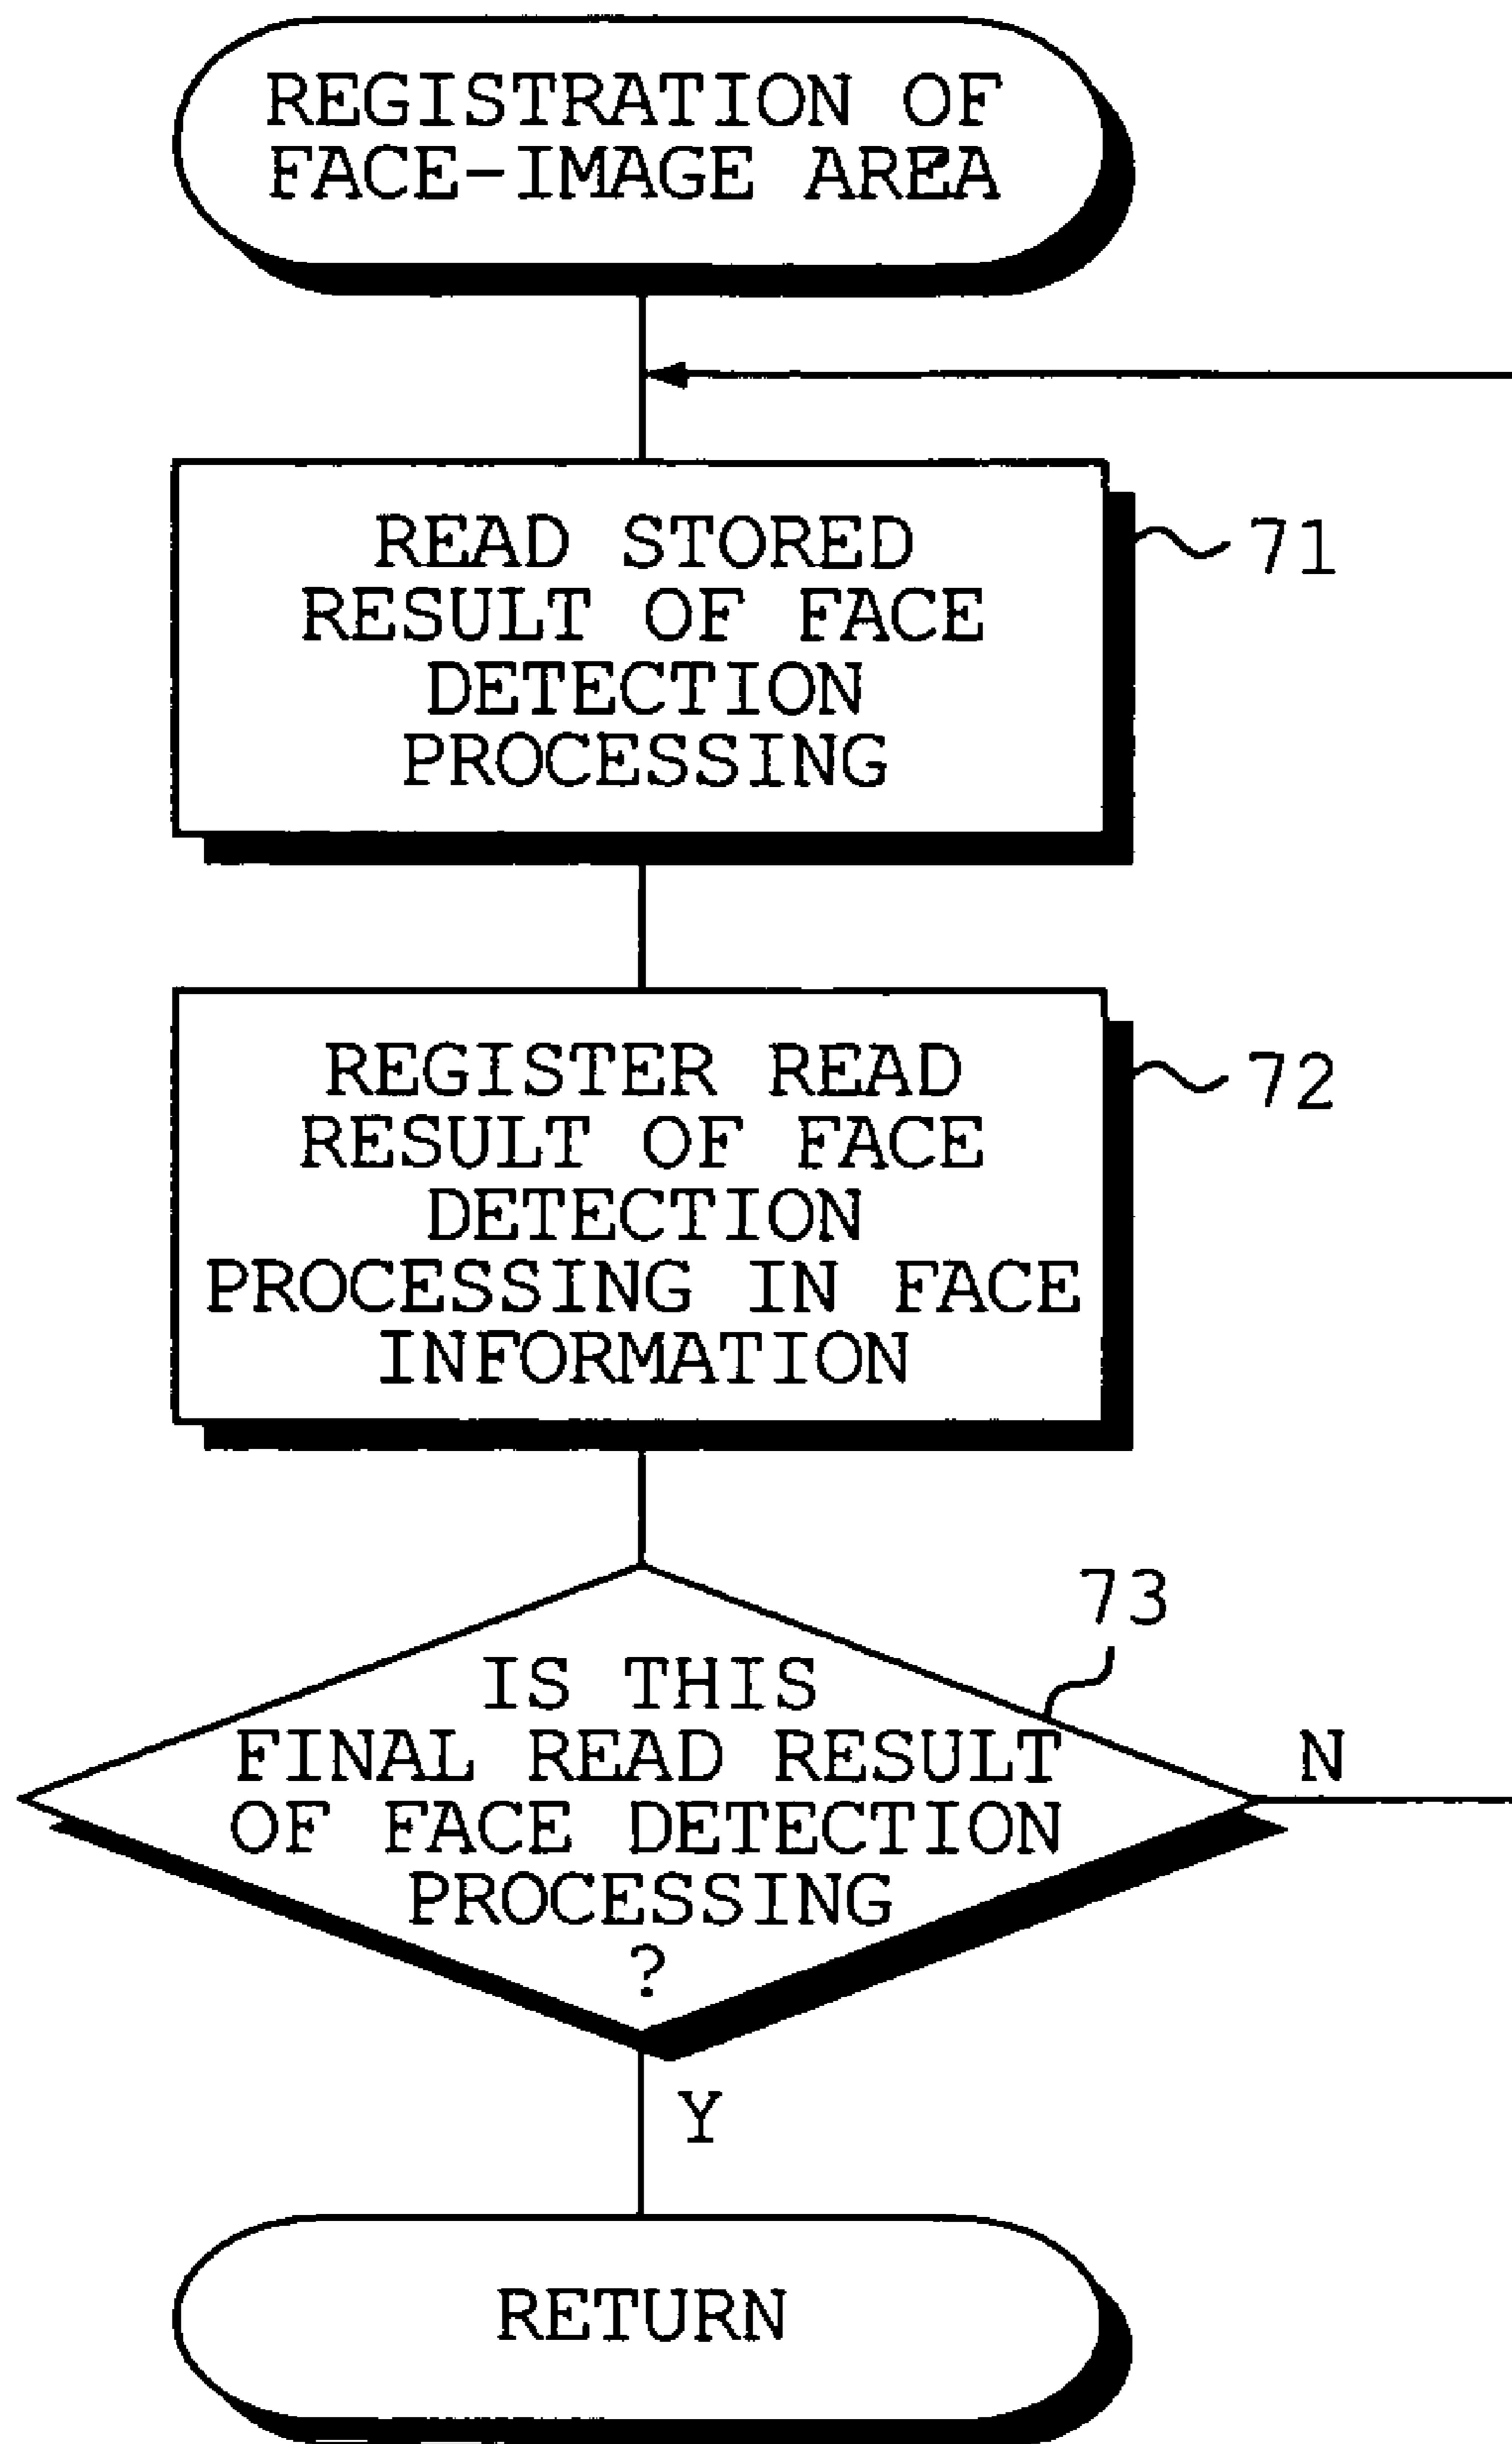 REGISTRATION OF
FACE-IMAGE AREA
READ STORED
RESULT OF FACE
DETECTION
PROCESSING
71
REGISTER READ
RESULT OF FACE
DETECTION
PROCESSING IN FACE
INFORMATION
72
73
IS THIS
FINAL READ RESULT
OF FACE DETECTION
PROCESSING
?
N
Y
RETURN